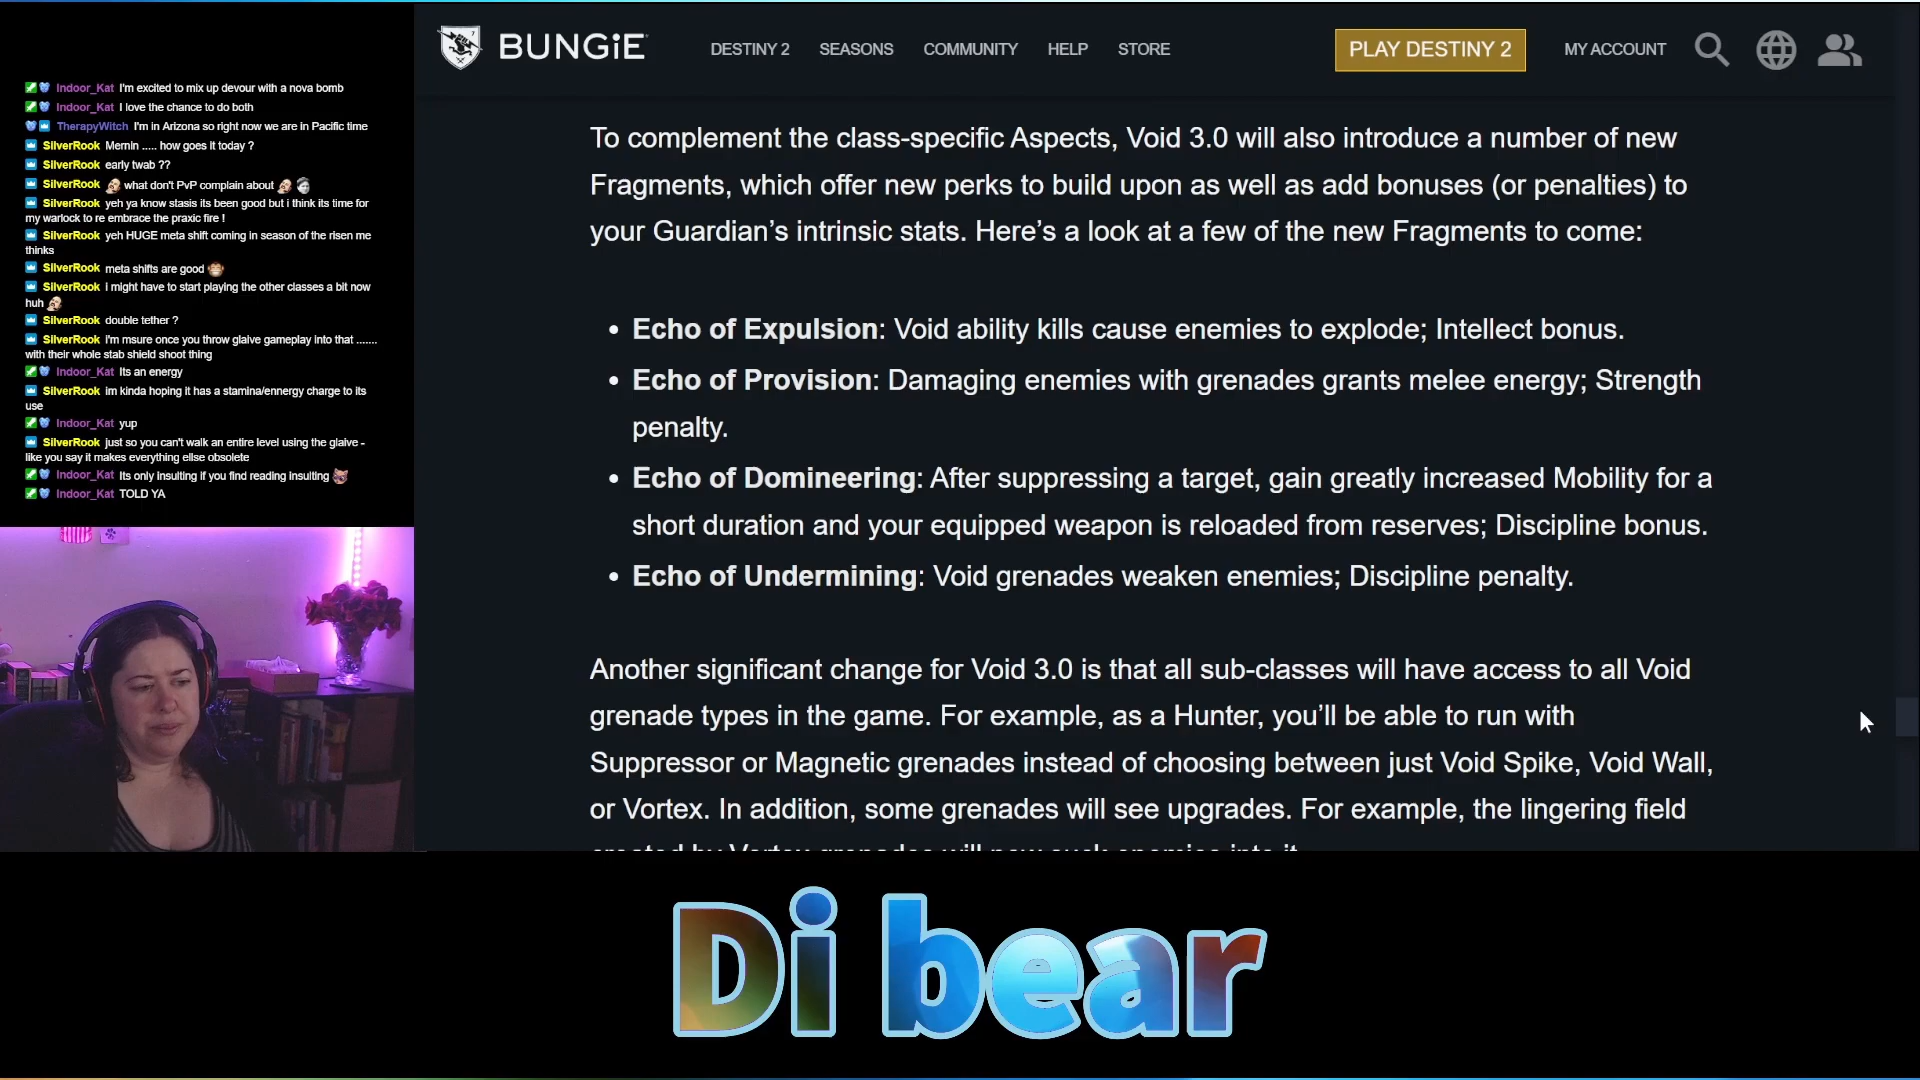 BUNGiE
DESTINY 2 SEASONS COMMUNITY HELP STORE
PLAY DESTINY 2
MY ACCOUNT
Indoor_Kat I'm excited to mix up devour with a nova bomb
Indoor_Kat I love the chance to do both
TherapyWitch I'm in Arizona so right now we are in Pacific time
SilverRook Mernin ..... how goes it today ?
SilverRook early twab ??
SilverRook what don't PvP complain about
SilverRook yeh ya know stasis its been good but i think its time for
my warlock to re embrace the praxic fire !
SilverRook yeh HUGE meta shift coming in season of the risen me
thinks
SilverRook meta shifts are good
SilverRook i might have to start playing the other classes a bit now
huh
SilverRook double tether ?
SilverRook I'm msure once you throw glaive gameplay into that .......
with their whole stab shield shoot thing
Indoor_Kat Its an energy
SilverRook im kinda hoping it has a stamina/ennergy charge to its
use
Indoor_Kat yup
SilverRook just so you can't walk an entire level using the glaive -
like you say it makes everything ellse obsolete
Indoor_Kat Its only insulting if you find reading insulting
Indoor_Kat TOLD YA
To complement the class-specific Aspects, Void 3.0 will also introduce a number of new
Fragments, which offer new perks to build upon as well as add bonuses (or penalties) to
your Guardian's intrinsic stats. Here's a look at a few of the new Fragments to come:
• Echo of Expulsion: Void ability kills cause enemies to explode; Intellect bonus.
• Echo of Provision: Damaging enemies with grenades grants melee energy; Strength
penalty.
• Echo of Domineering: After suppressing a target, gain greatly increased Mobility for a
short duration and your equipped weapon is reloaded from reserves; Discipline bonus.
• Echo of Undermining: Void grenades weaken enemies; Discipline penalty.
Another significant change for Void 3.0 is that all sub-classes will have access to all Void
grenade types in the game. For example, as a Hunter, you'll be able to run with
Suppressor or Magnetic grenades instead of choosing between just Void Spike, Void Wall,
or Vortex. In addition, some grenades will see upgrades. For example, the lingering field
created by Vortex grenades will now suck enemies into it.
Di bear